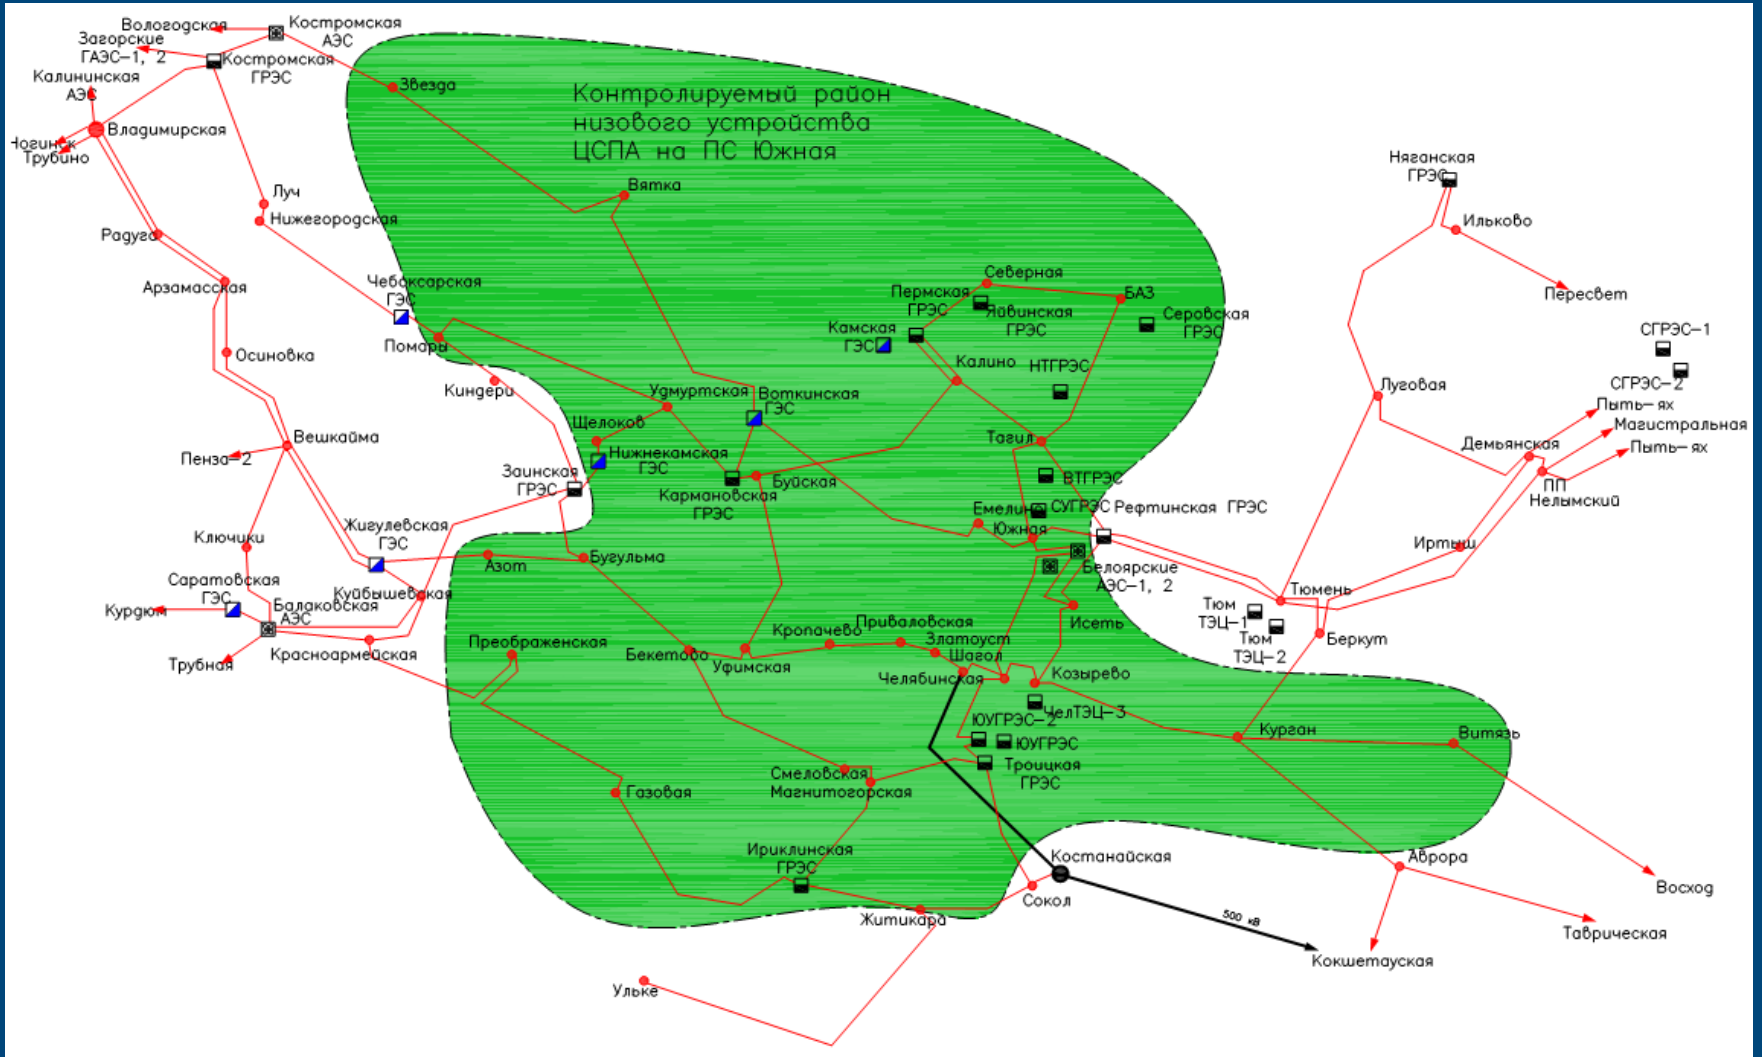 Вологодская
Костромская
АЭС
Загорские
ГАЭС-1, 2
Костромская
ГРЭС
Калининская
АЭС
Звезда
Контролируемый район
низового устройства
ЦСПА на ПС Южная
Владимирская
Ногинск
Трубино
Няганская
ГРЭС
Вятка
Луч
Нижегородская
Ильково
Радуга
Арзамасская
Чебоксарская
ГЭС
Северная
БАЗ
Пермская
ГРЭС
Яйвинская
ГРЭС
Серовская
ГРЭС
Пересвет
Камская
ГЭС
СГРЭС-1
Помары
Осиновка
Калино
НТГРЭС
СГРЭС-2
Киндери
Удмуртская
Воткинская
ГЭС
Луговая
Пыть-ях
Щелоков
Магистральная
Вешкайма
Тагил
Демьянская
Пыть-ях
Пенза-2
Нижнекамская
ГЭС
Заинская
ГРЭС
Буйская
ВТГРЭС
ПП
Нелымский
Кармановская
ГРЭС
Емелино
СУГРЭС
Рефтинская ГРЭС
Жигулевская
ГЭС
Южная
Ключики
Иртыш
Азот
Бугульма
Белоярские
АЭС-1, 2
Саратовская
ГЭС
Куйбышевская
Тюмень
Курдюм
Балаковская
АЭС
Тюм
ТЭЦ-1
Исеть
Тюм
ТЭЦ-2
Беркут
Трубная
Красноармейская
Преображенская
Бекетово
Уфимская
Кропачево
Приваловская
Златоуст
Шагол
Челябинская
Козырево
ЧелТЭЦ-3
ЮУГРЭС-2
ЮУГРЭС
Курган
Витязь
Троицкая
ГРЭС
Смеловская
Магнитогорская
Газовая
Ириклинская
ГРЭС
Костанайская
Аврора
Восход
Сокол
Житикара
500 кВ
Таврическая
Кокшетауская
Ульке